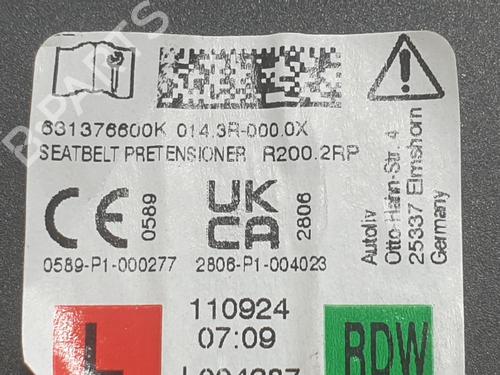 631376600K 014.3R-000.0X
SEATBELT PRETENSIONER R200.2RP
CE 0589
UK CA 2806
0589-P1-000277 2806-P1-004023
Autoliv
Otto-Hahn-Str. 4
25337 Elmshorn
Germany
110924
07:09
L
RDW
B-PARTS